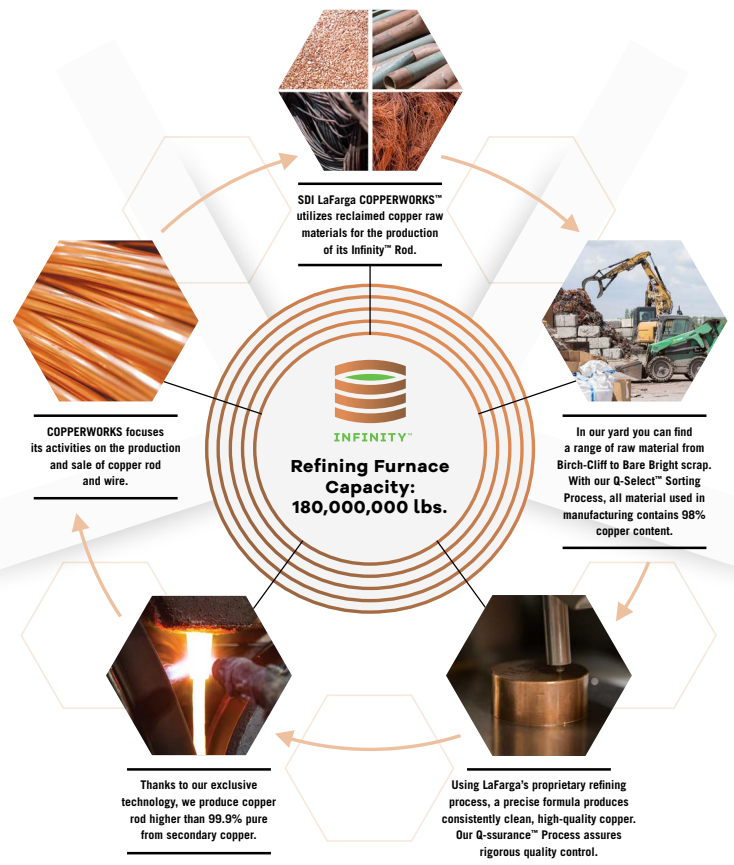 SDI LaFarga COPPERWORKS™
utilizes reclaimed copper raw
materials for the production
of its Infinity™ Rod.
INFINITY™
Refining Furnace
Capacity:
180,000,000 lbs.
COPPERWORKS focuses
its activities on the production
and sale of copper rod
and wire.
In our yard you can find
a range of raw material from
Birch-Cliff to Bare Bright scrap.
With our Q-Select™ Sorting
Process, all material used in
manufacturing contains 98%
copper content.
Thanks to our exclusive
technology, we produce copper
rod higher than 99.9% pure
from secondary copper.
Using LaFarga’s proprietary refining
process, a precise formula produces
consistently clean, high-quality copper.
Our Q-ssurance™ Process assures
rigorous quality control.